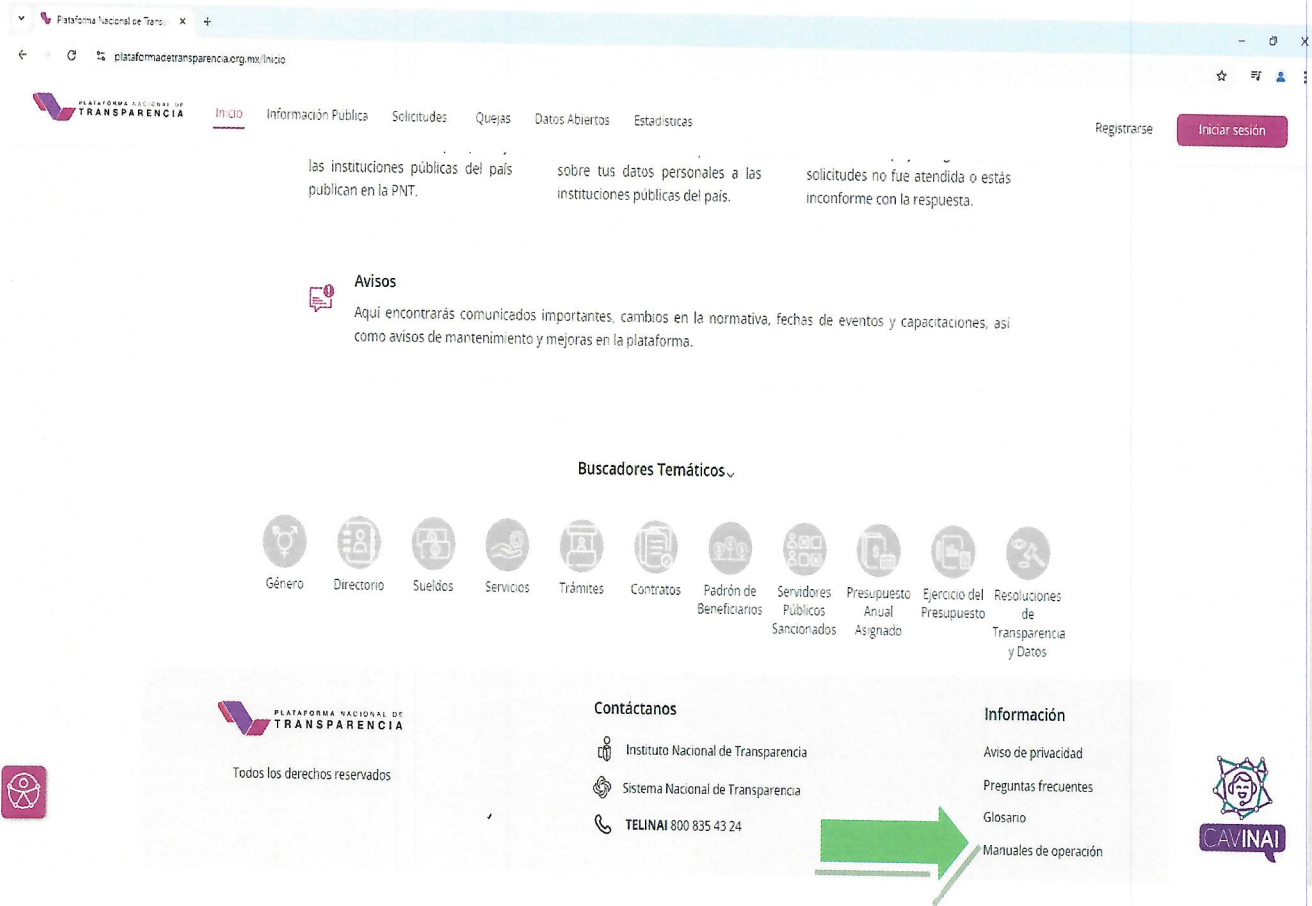 Plataforma Nacional de Trans.
plataformadetransparencia.org.mx/Inicio
PLATAFORMA NACIONAL DE
TRANSPARENCIA
Inicio
Información Pública
Solicitudes
Quejas
Datos Abiertos
Estadísticas
Registrarse
Iniciar sesión
las instituciones públicas del país
publican en la PNT.
sobre tus datos personales a las
instituciones públicas del país.
solicitudes no fue atendida o estás
inconforme con la respuesta.
Avisos
Aquí encontrarás comunicados importantes, cambios en la normativa, fechas de eventos y capacitaciones, así
como avisos de mantenimiento y mejoras en la plataforma.
Buscadores Temáticos
Género
Directorio
Sueldos
Servicios
Trámites
Contratos
Padrón de
Beneficiarios
Servidores
Públicos
Sancionados
Presupuesto
Anual
Asignado
Ejercicio del
Presupuesto
Resoluciones
de
Transparencia
y Datos
PLATAFORMA NACIONAL DE
TRANSPARENCIA
Todos los derechos reservados
Contáctanos
Instituto Nacional de Transparencia
Sistema Nacional de Transparencia
TELINAI 800 835 43 24
Información
Aviso de privacidad
Preguntas frecuentes
Glosario
Manuales de operación
CAVINAI